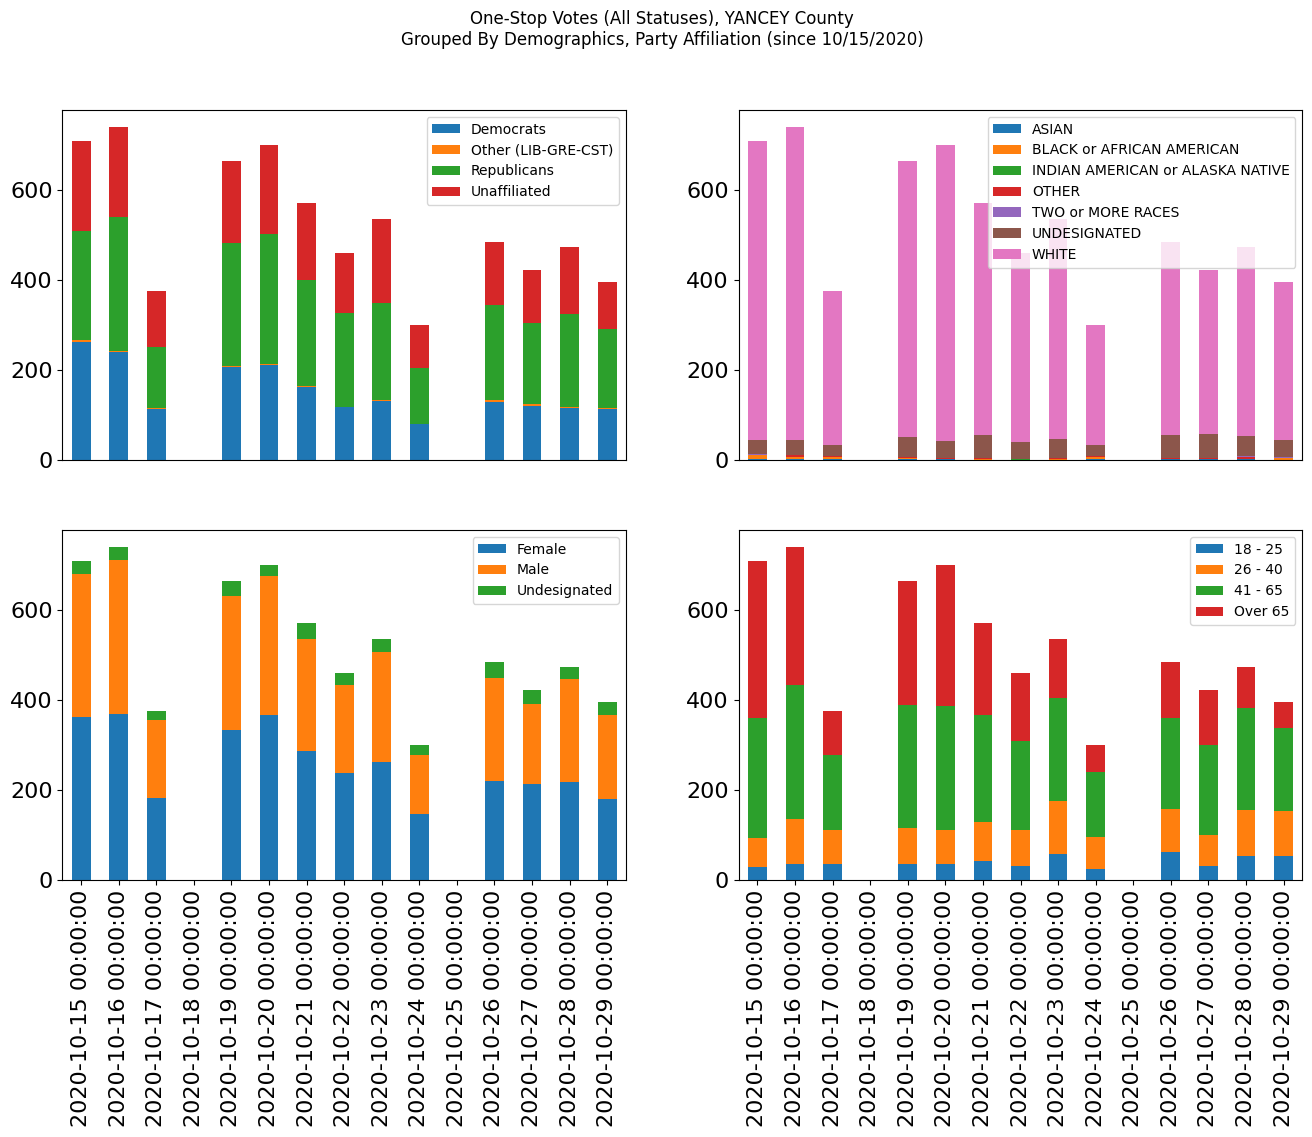 One-Stop Votes (All Statuses), YANCEY County
Grouped By Demographics, Party Affiliation (since 10/15/2020)
600
400
200
0
Democrats
Other (LIB-GRE-CST)
Republicans
Unaffiliated
600
400
200
0
ASIAN
BLACK or AFRICAN AMERICAN
INDIAN AMERICAN or ALASKA NATIVE
OTHER
TWO or MORE RACES
UNDESIGNATED
WHITE
600
400
200
0
Female
Male
Undesignated
2020-10-15 00:00:00
2020-10-16 00:00:00
2020-10-17 00:00:00
2020-10-18 00:00:00
2020-10-19 00:00:00
2020-10-20 00:00:00
2020-10-21 00:00:00
2020-10-22 00:00:00
2020-10-23 00:00:00
2020-10-24 00:00:00
2020-10-25 00:00:00
2020-10-26 00:00:00
2020-10-27 00:00:00
2020-10-28 00:00:00
2020-10-29 00:00:00
600
400
200
0
18 - 25
26 - 40
41 - 65
Over 65
2020-10-15 00:00:00
2020-10-16 00:00:00
2020-10-17 00:00:00
2020-10-18 00:00:00
2020-10-19 00:00:00
2020-10-20 00:00:00
2020-10-21 00:00:00
2020-10-22 00:00:00
2020-10-23 00:00:00
2020-10-24 00:00:00
2020-10-25 00:00:00
2020-10-26 00:00:00
2020-10-27 00:00:00
2020-10-28 00:00:00
2020-10-29 00:00:00